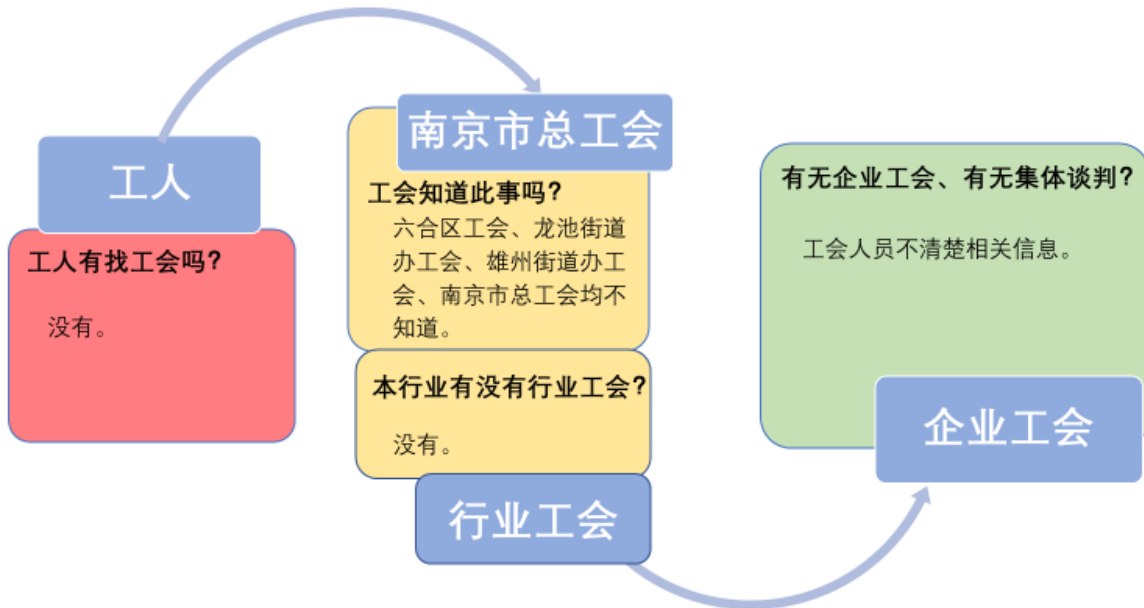 工人
工人有找工会吗？
没有。
南京市总工会
工会知道此事吗？
六合区工会、龙池街道
办工会、雄州街道办工
会、南京市总工会均不
知道。
本行业有没有行业工会？
没有。
行业工会
有无企业工会、有无集体谈判？
工会人员不清楚相关信息。
企业工会